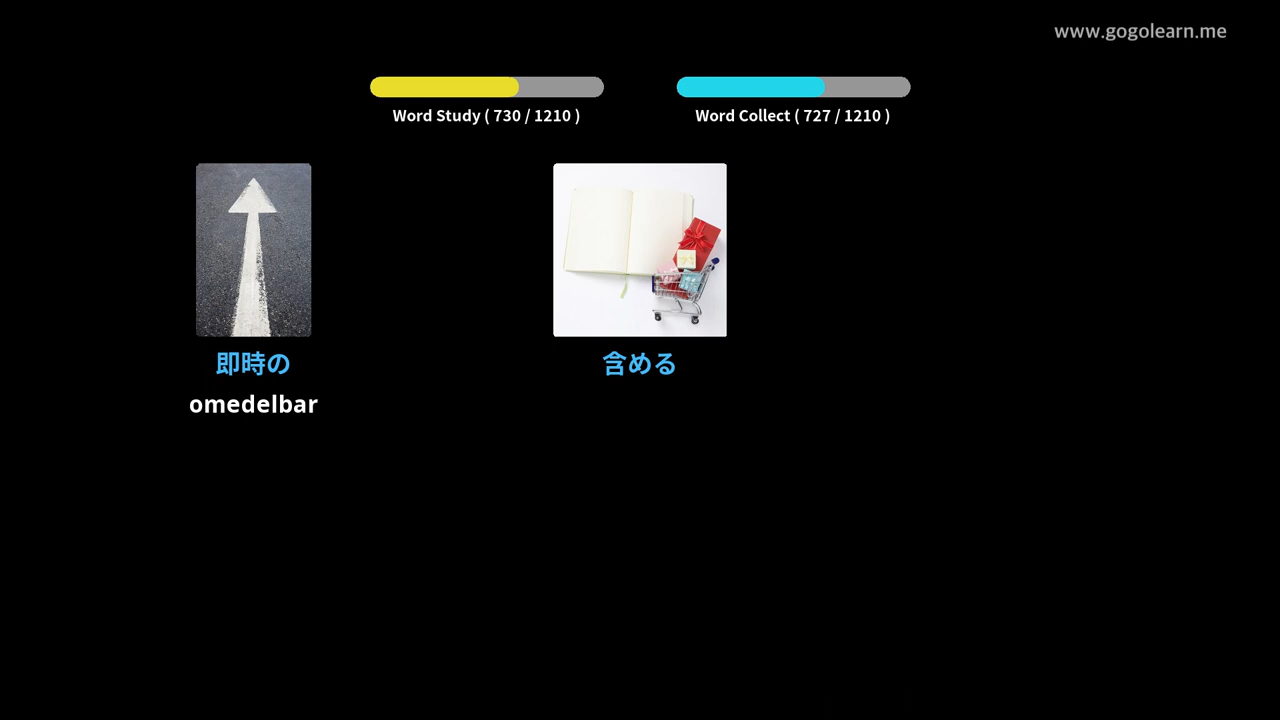 www.gogolearn.me
Word Study ( 730 / 1210 )
Word Collect ( 727 / 1210 )
即時の
omedelbar
含める